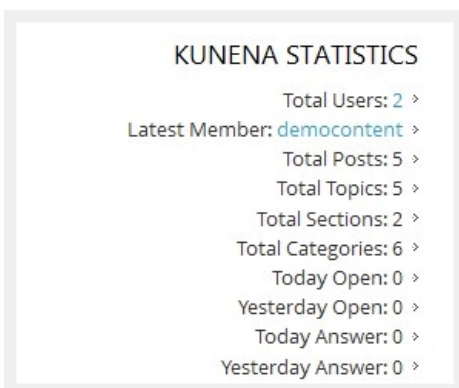 KUNENA STATISTICS
Total Users: 2
Latest Member: democontent
Total Posts: 5
Total Topics: 5
Total Sections: 2
Total Categories: 6
Today Open: 0
Yesterday Open: 0
Today Answer: 0
Yesterday Answer: 0